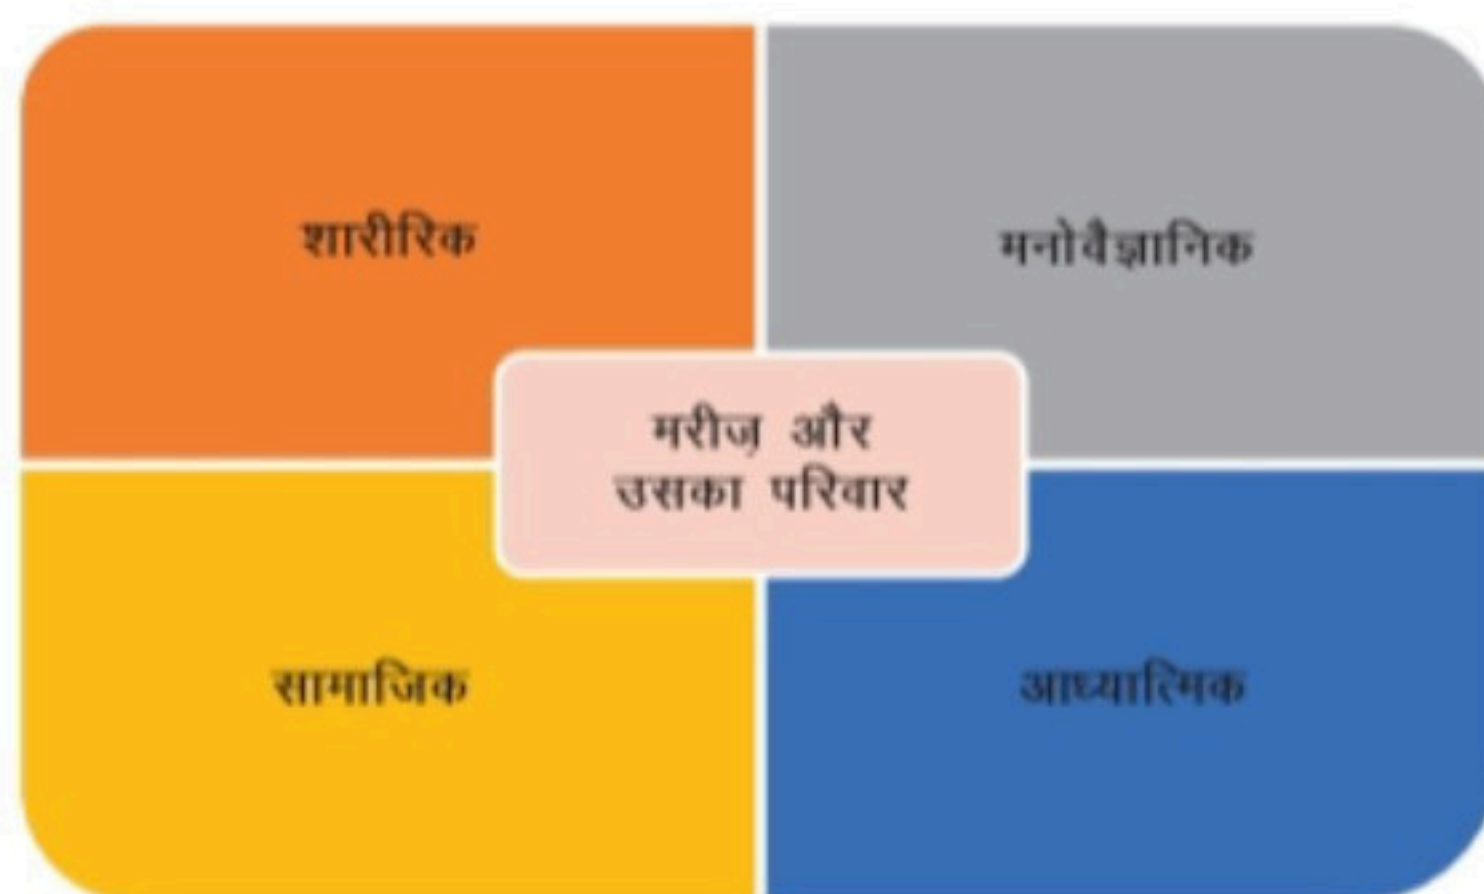 शारीरिक
मनोवैज्ञानिक
मरीज़ और
उसका परिवार
सामाजिक
आध्यात्मिक